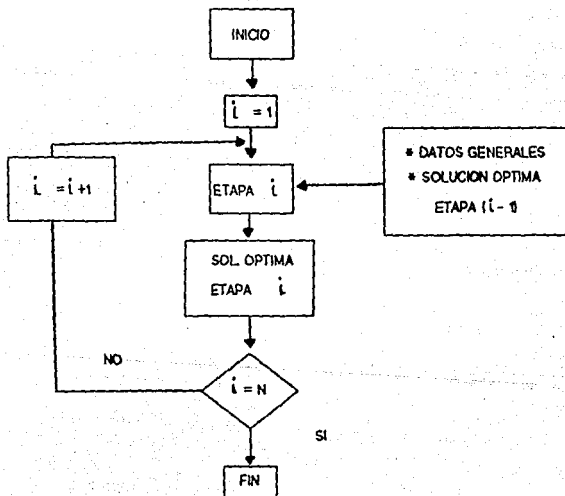 INICIO
i = 1
i = i+1
ETAPA i
* DATOS GENERALES
* SOLUCION OPTIMA
ETAPA (i-1)
SOL. OPTIMA
ETAPA i
NO
i = N
SI
FIN